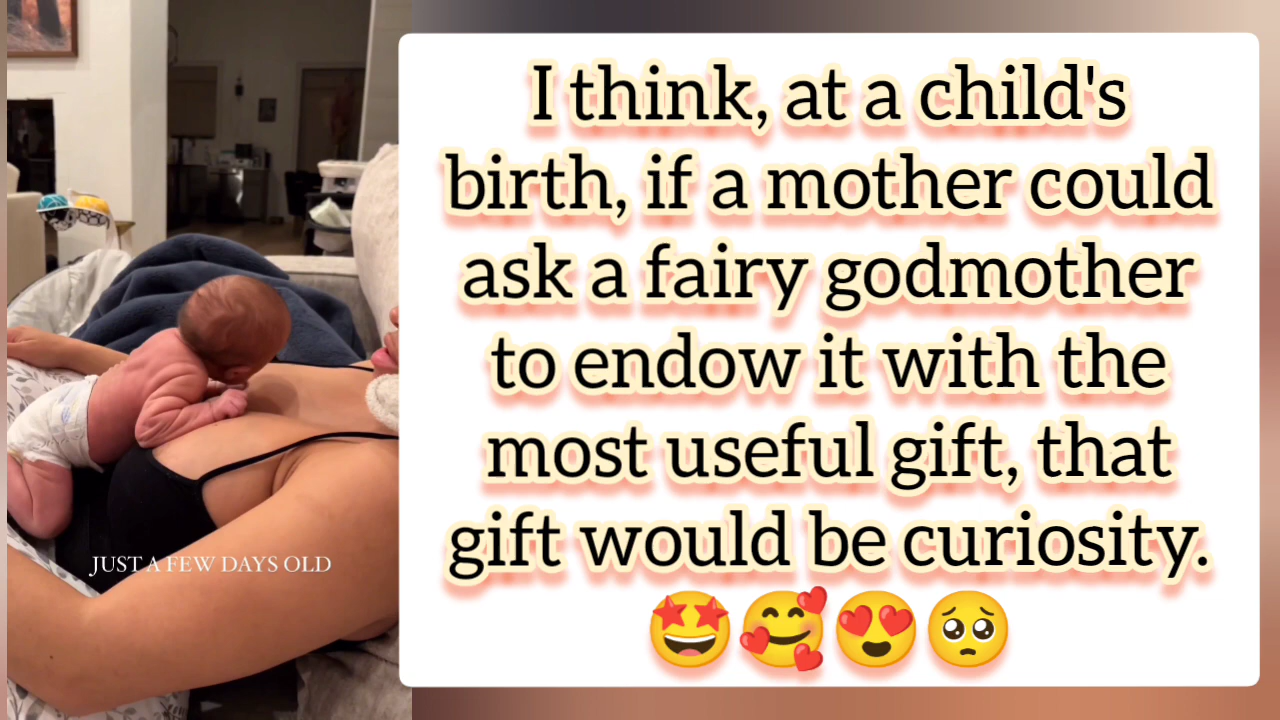 I think, at a child's
birth, if a mother could
ask a fairy godmother
to endow it with the
most useful gift, that
gift would be curiosity.
🤩🥰😍🥺
JUST A FEW DAYS OLD